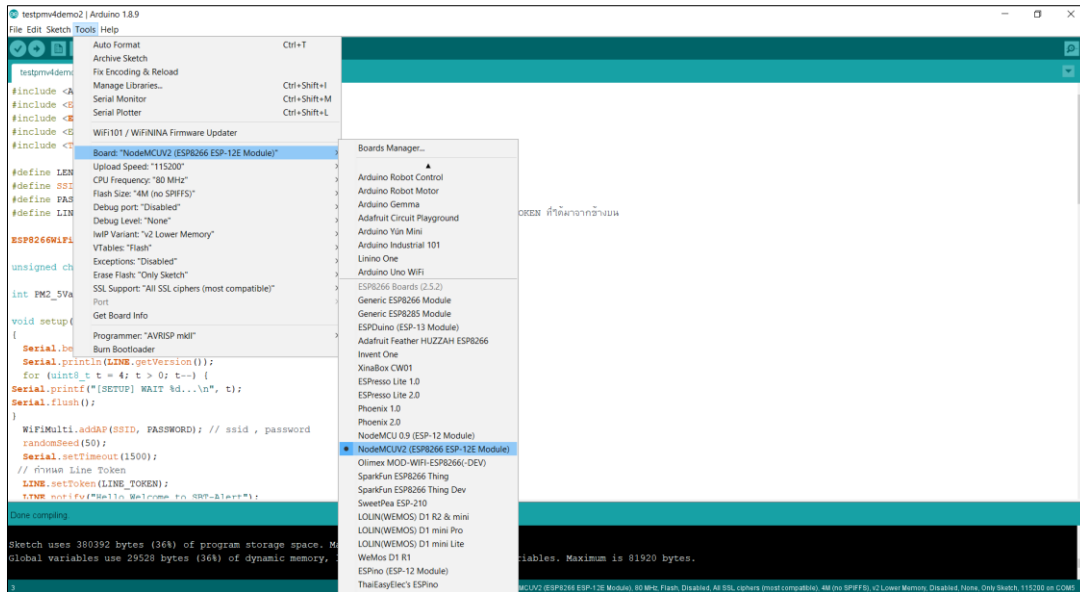 testpmv4demo2 | Arduino 1.8.9
File Edit Sketch Tools Help
testpmv4demo
#include <A
#include <E
#include <E
#include <E
#include <T
#define LEN
#define SSI
#define PAS
#define LIN
OKEN ที่ได้มาจากข้างบน
ESP8266WiFi
unsigned ch
int PM2_5Va
void setup(
{
Serial.be
Serial.println(LINE.getVersion());
for (uint8_t t = 4; t > 0; t--) {
Serial.printf("[SETUP] WAIT %d...\n", t);
Serial.flush();
}
WiFiMulti.addAP(SSID, PASSWORD); // ssid , password
randomSeed(50);
Serial.setTimeout(1500);
// กำหนด Line Token
LINE.setToken(LINE_TOKEN);
LINE.notify("Hello Welcome to SBT-Alert");
Auto Format Ctrl+T
Archive Sketch
Fix Encoding & Reload
Manage Libraries... Ctrl+Shift+I
Serial Monitor Ctrl+Shift+M
Serial Plotter Ctrl+Shift+L
WiFi101 / WiFiNINA Firmware Updater
Board: "NodeMCUV2 (ESP8266 ESP-12E Module)"
Upload Speed: "115200"
CPU Frequency: "80 MHz"
Flash Size: "4M (no SPIFFS)"
Debug port: "Disabled"
Debug Level: "None"
IwIP Variant: "v2 Lower Memory"
VTables: "Flash"
Exceptions: "Disabled"
Erase Flash: "Only Sketch"
SSL Support: "All SSL ciphers (most compatible)"
Port
Get Board Info
Programmer: "AVRISP mkII"
Burn Bootloader
Boards Manager...
Arduino Robot Control
Arduino Robot Motor
Arduino Gemma
Adafruit Circuit Playground
Arduino Yún Mini
Arduino Industrial 101
Linino One
Arduino Uno WiFi
ESP8266 Boards (2.5.2)
Generic ESP8266 Module
Generic ESP8285 Module
ESPDuino (ESP-13 Module)
Adafruit Feather HUZZAH ESP8266
Invent One
XinaBox CW01
ESPresso Lite 1.0
ESPresso Lite 2.0
Phoenix 1.0
Phoenix 2.0
NodeMCU 0.9 (ESP-12 Module)
NodeMCUV2 (ESP8266 ESP-12E Module)
Olimex MOD-WIFI-ESP8266(-DEV)
SparkFun ESP8266 Thing
SparkFun ESP8266 Thing Dev
SweetPea ESP-210
LOLIN(WEMOS) D1 R2 & mini
LOLIN(WEMOS) D1 mini Pro
LOLIN(WEMOS) D1 mini Lite
WeMos D1 R1
ESPino (ESP-12 Module)
ThaiEasyElec's ESPino
Done compiling.
Sketch uses 380392 bytes (36%) of program storage space. M
Global variables use 29528 bytes (36%) of dynamic memory, iables. Maximum is 81920 bytes.
3 MCUV2 (ESP8266 ESP-12E Module), 80 MHz, Flash, Disabled, All SSL ciphers (most compatible), 4M (no SPIFFS), v2 Lower Memory, Disabled, None, Only Sketch, 115200 on COM5